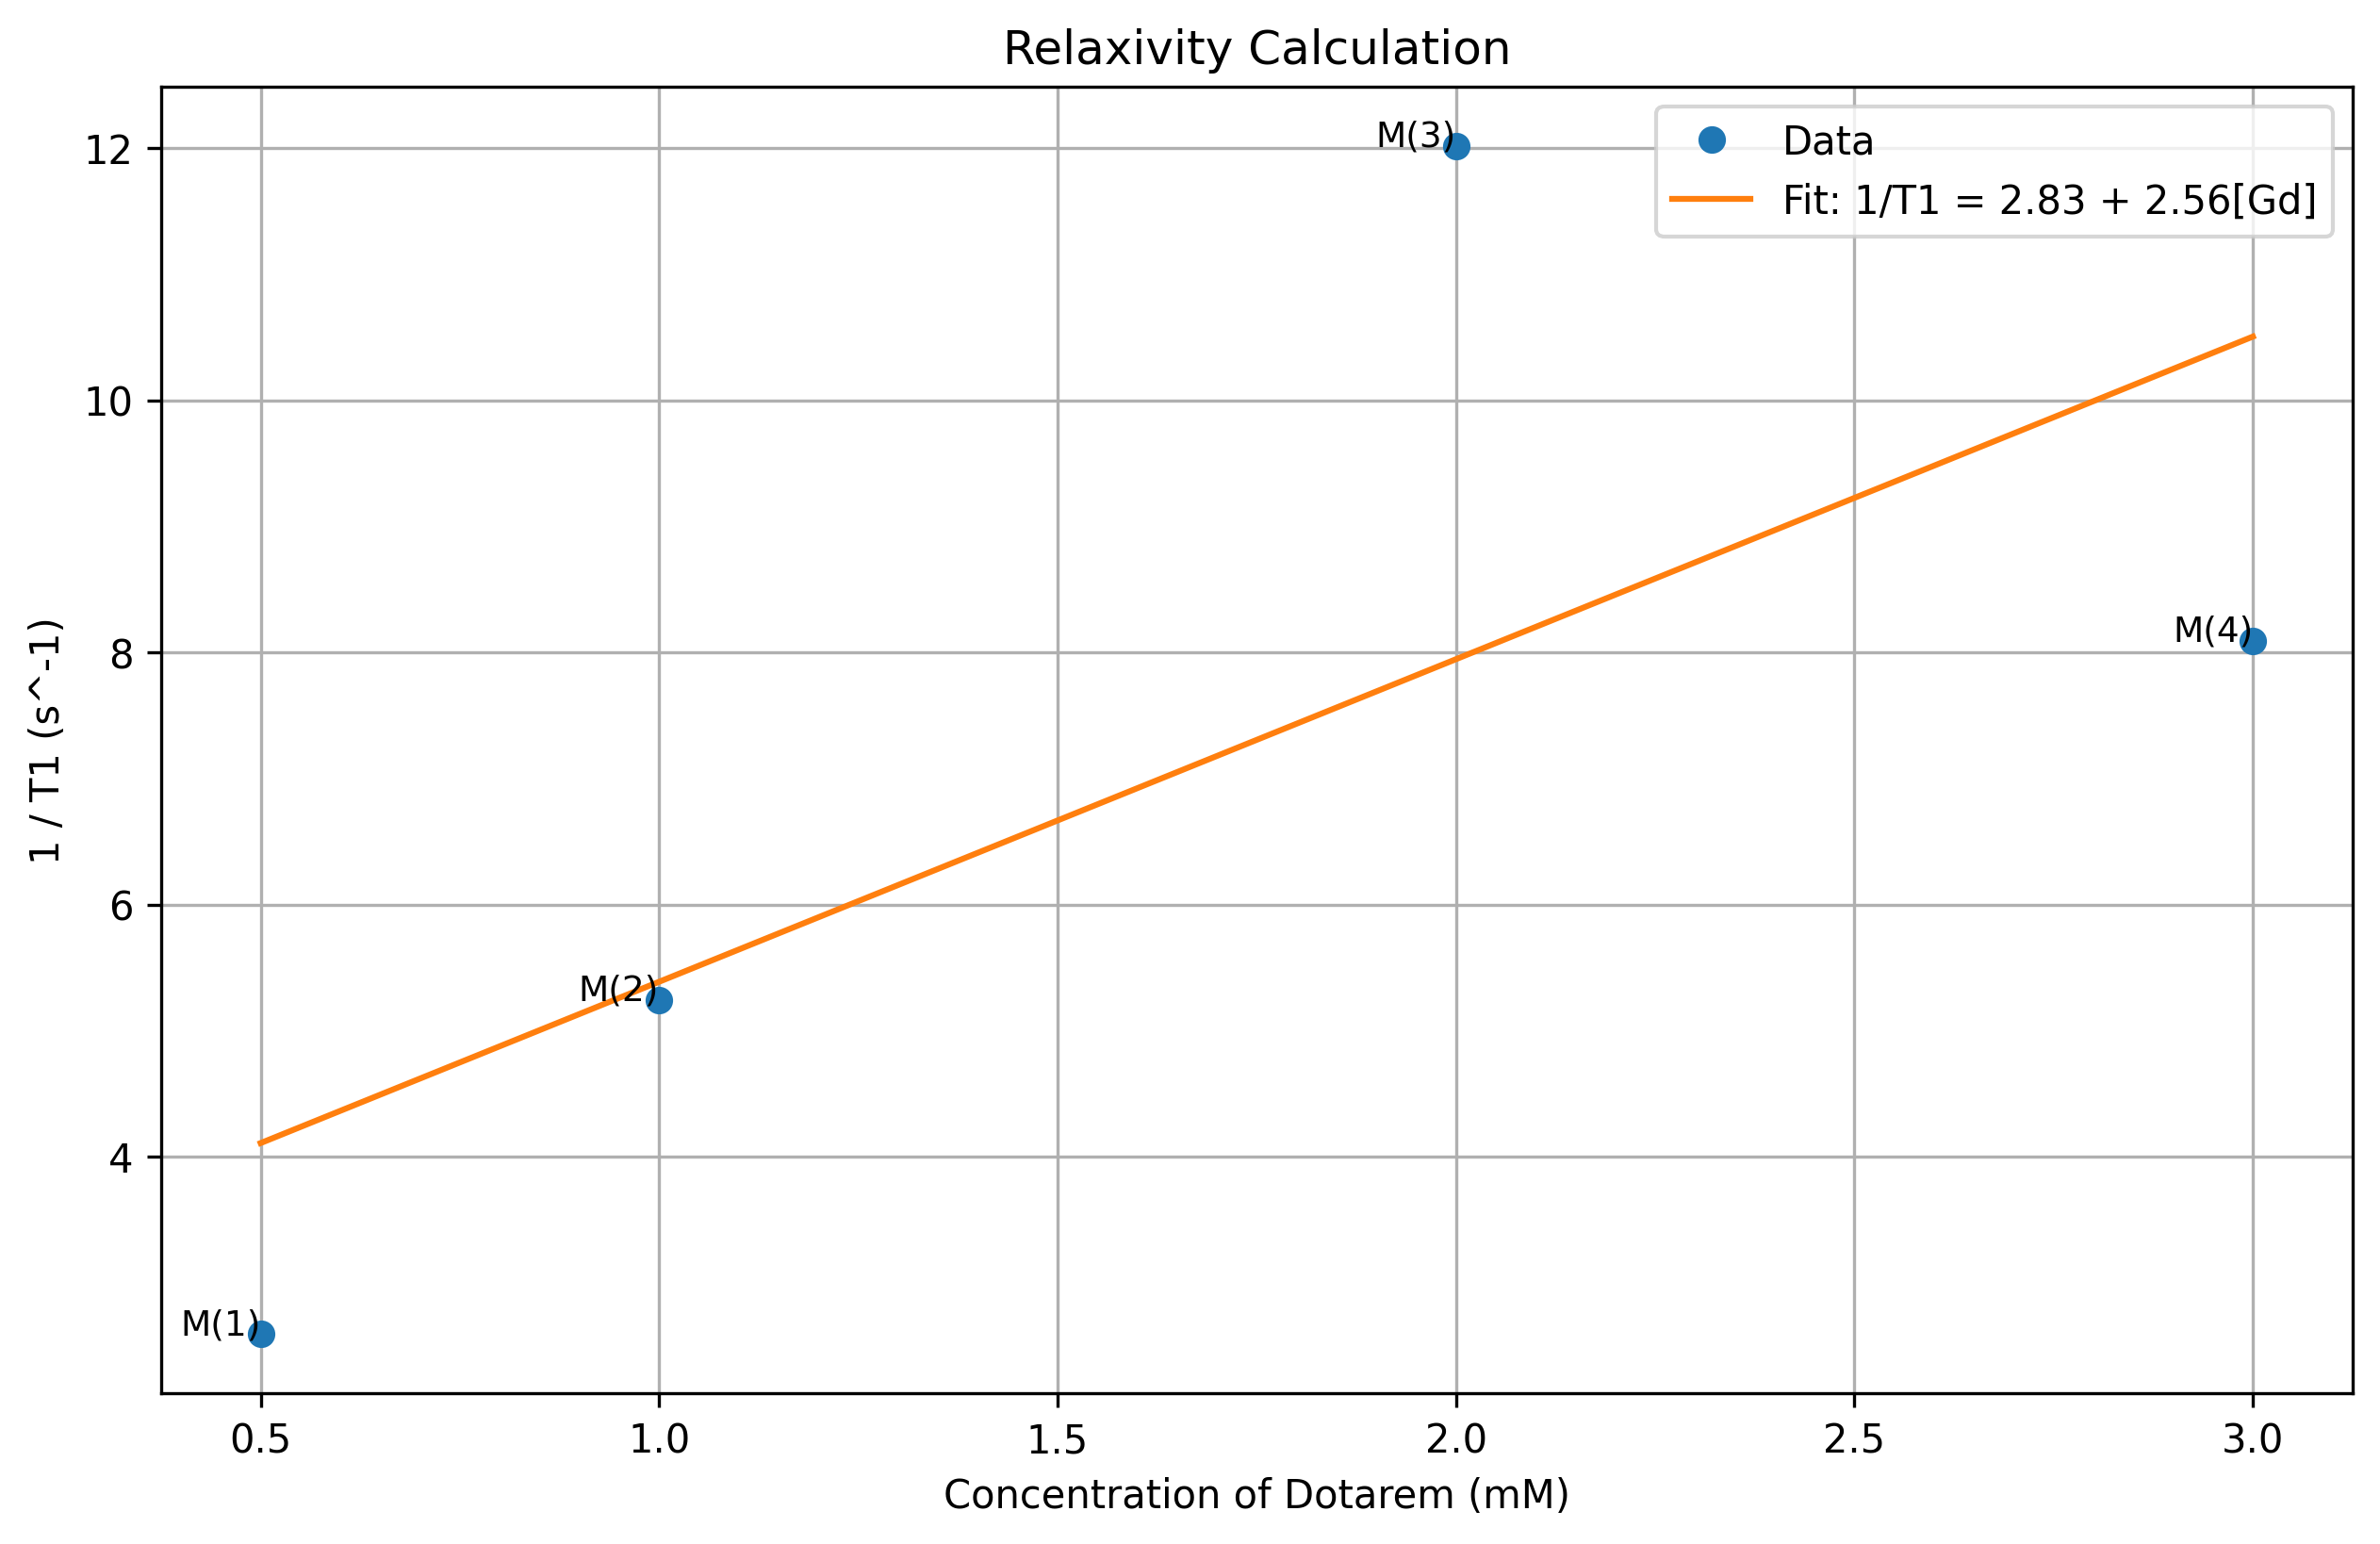 Relaxivity Calculation
Data
Fit: 1/T1 = 2.83 + 2.56[Gd]
12
10
8
6
4
1 / T1 (s^-1)
M(3)
M(4)
M(2)
M(1)
0.5 1.0 1.5 2.0 2.5 3.0
Concentration of Dotarem (mM)